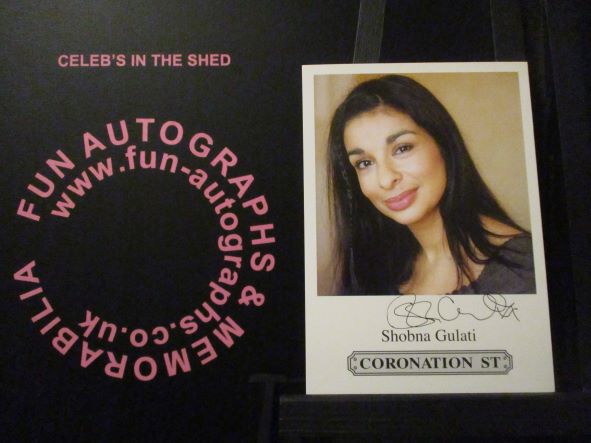 CELEB'S IN THE SHED
FUN AUTOGRAPHS & MEMORABILIA
www.fun-autographs.co.uk
Shobna Gulati
CORONATION ST